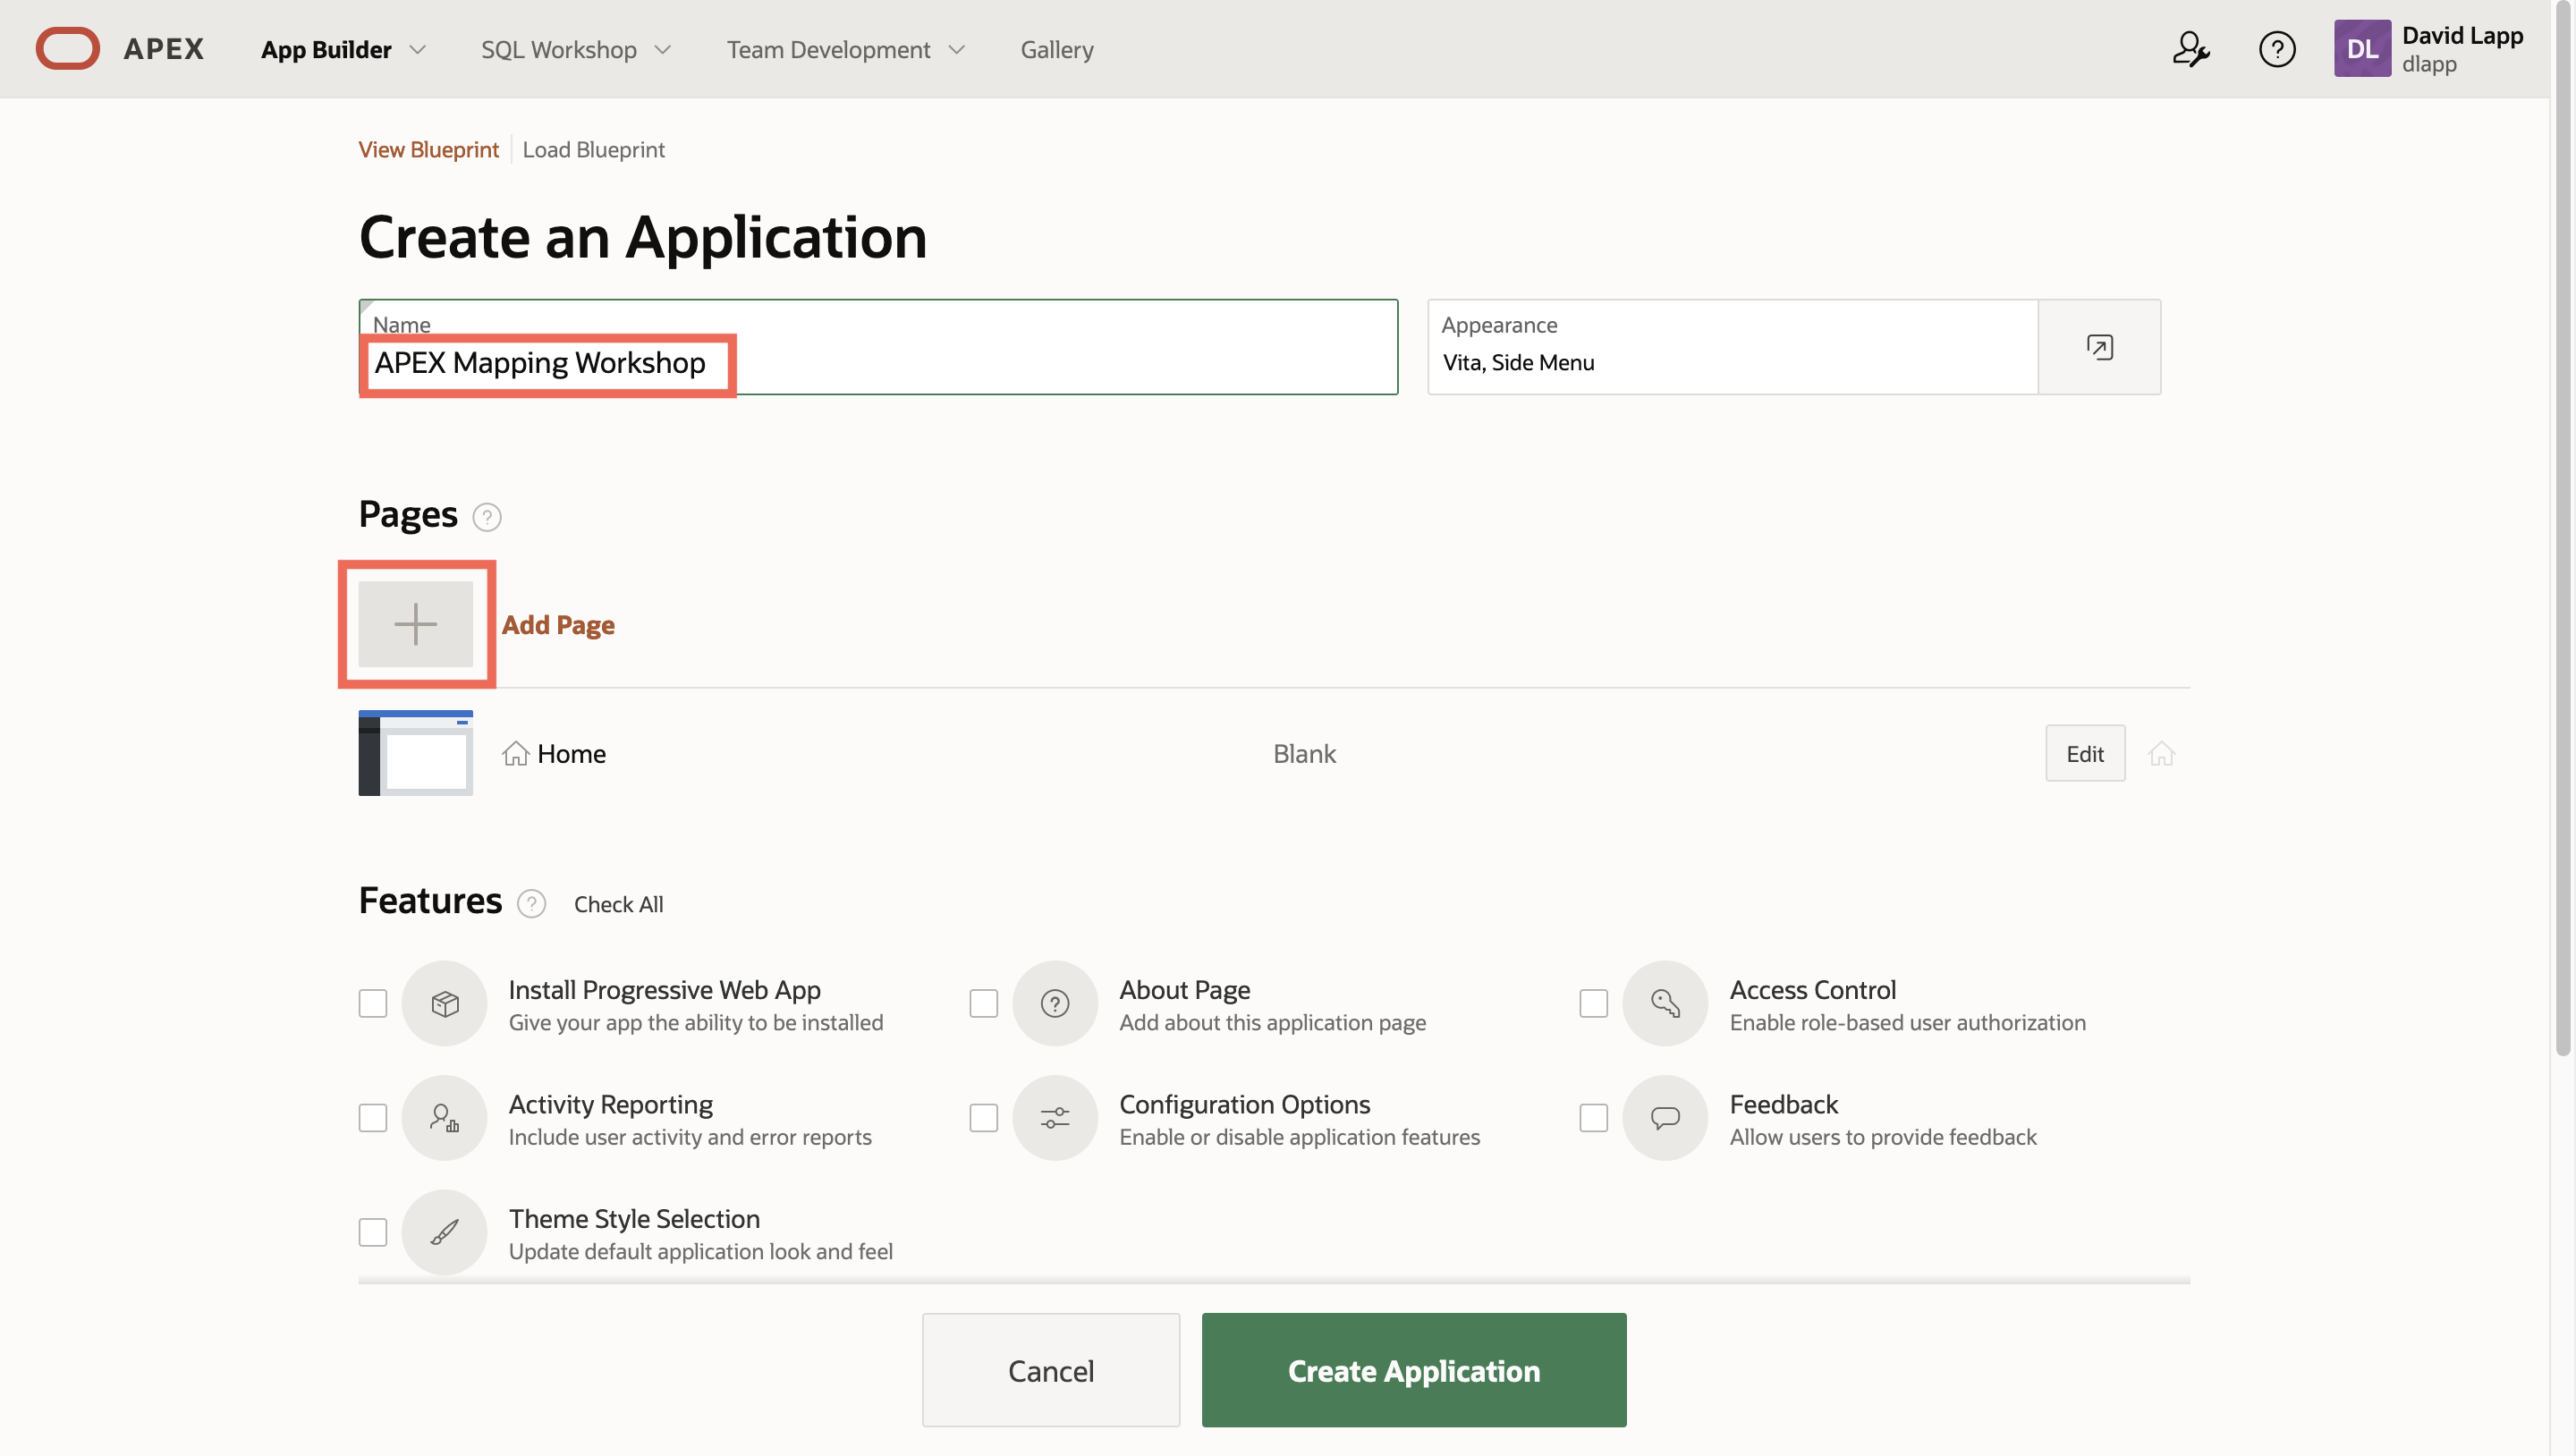 APEX App Builder SQL Workshop Team Development Gallery DL David Lapp
dlapp
View Blueprint Load Blueprint
Create an Application
Name
APEX Mapping Workshop
Appearance
Vita, Side Menu
Pages ?
Add Page
Home Blank Edit
Features ? Check All
Install Progressive Web App
Give your app the ability to be installed
About Page
Add about this application page
Access Control
Enable role-based user authorization
Activity Reporting
Include user activity and error reports
Configuration Options
Enable or disable application features
Feedback
Allow users to provide feedback
Theme Style Selection
Update default application look and feel
Cancel Create Application